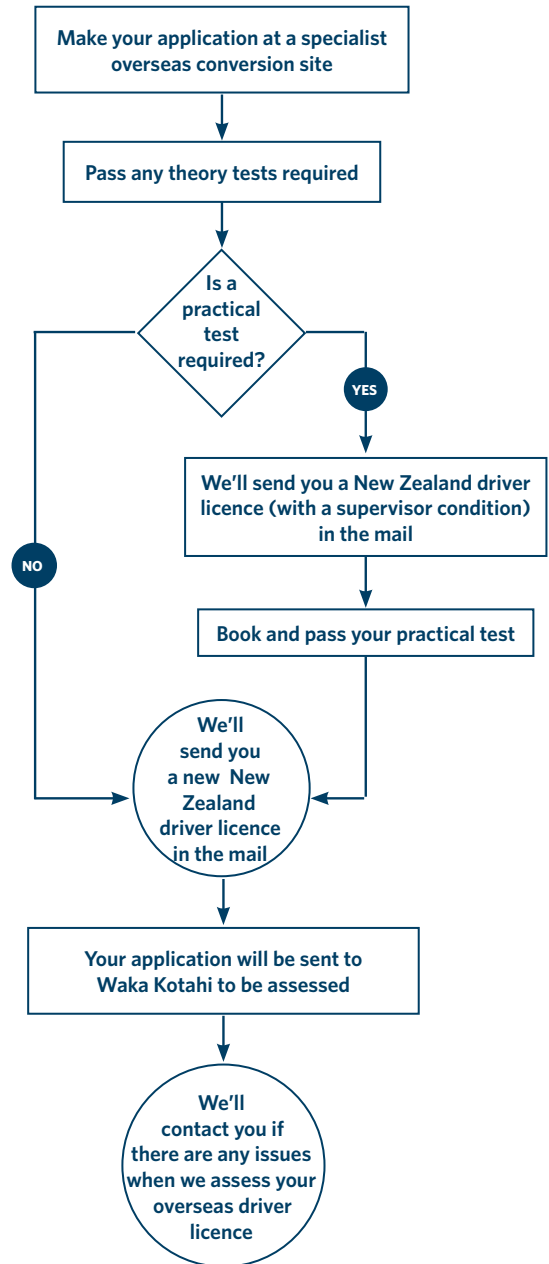 Make your application at a specialist
overseas conversion site
Pass any theory tests required
Is a
practical
test
required?
YES
We'll send you a New Zealand driver
licence (with a supervisor condition)
in the mail
NO
Book and pass your practical test
We'll
send you
a new New
Zealand
driver licence
in the mail
Your application will be sent to
Waka Kotahi to be assessed
We'll
contact you if
there are any issues
when we assess your
overseas driver
licence